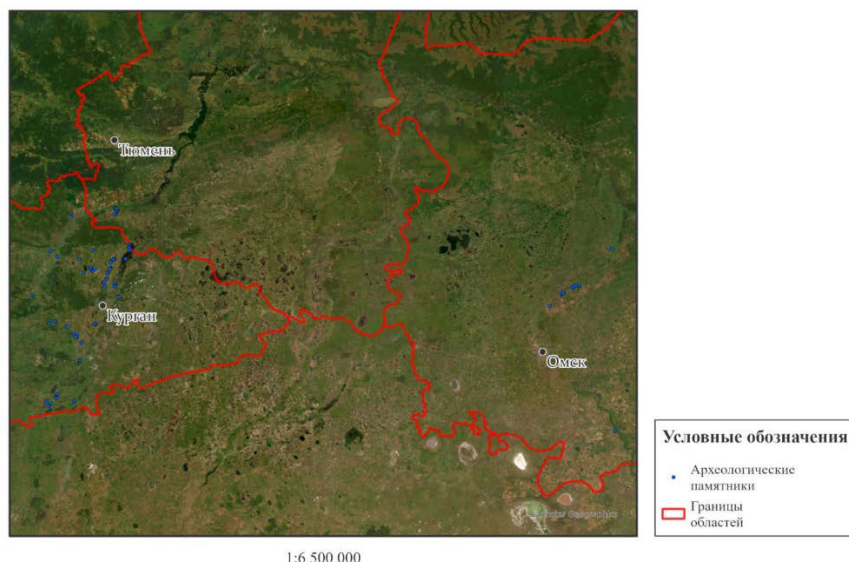 Тюмень
Курган
Омск
Условные обозначения
Археологические
памятники
Границы
областей
1:6 500 000